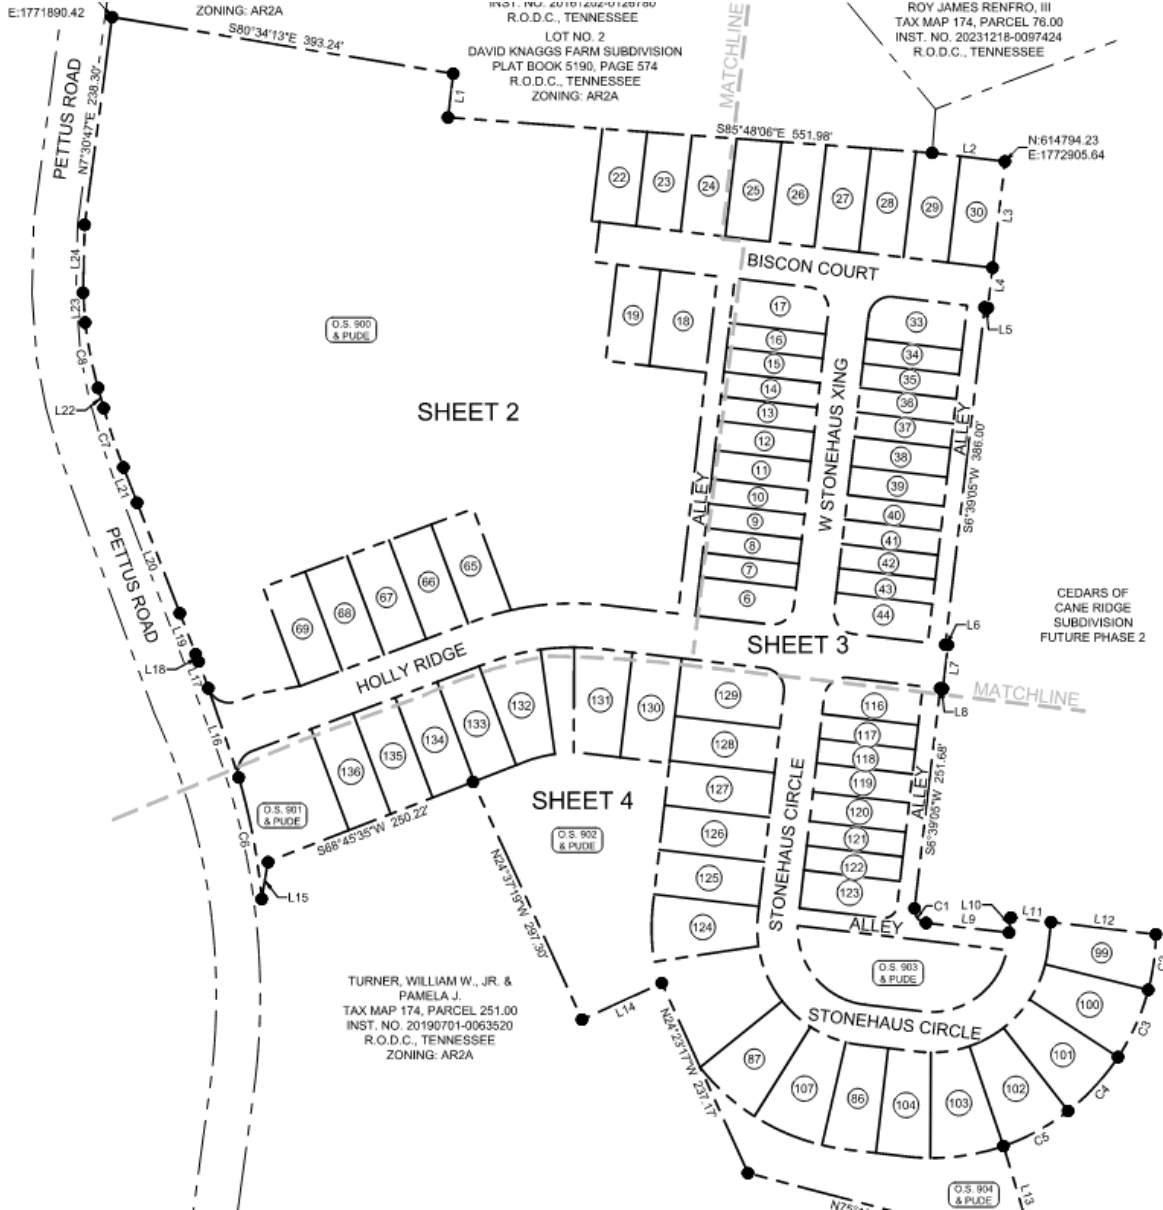 E:1771890.42
ZONING: AR2A
S80°34'13"E 393.24'
INST. NO. 20161202-0126780
R.O.D.C., TENNESSEE
LOT NO. 2
DAVID KNAGGS FARM SUBDIVISION
PLAT BOOK 5190, PAGE 574
R.O.D.C., TENNESSEE
ZONING: AR2A
MATCHLINE
ROY JAMES RENFRO, III
TAX MAP 174, PARCEL 76.00
INST. NO. 20231218-0097424
R.O.D.C., TENNESSEE
PETTUS ROAD
N7°30'47"E 238.30'
L1
S85°48'06"E 551.98'
L2
N:614794.23
E:1772905.64
22
23
24
25
26
27
28
29
30
L3
L24
L23
C8
L22
C7
L21
L20
L19
L18
L17
L16
BISCON COURT
L4
L5
O.S. 900
& PUDE
SHEET 2
19
18
17
16
15
14
13
12
11
10
9
8
7
6
ALLEY
W STONEHAUS XING
33
34
35
36
37
38
39
40
41
42
43
44
ALLEY
S6°39'05"W 386.00'
PETTUS ROAD
69
68
67
66
65
HOLLY RIDGE
CEDARS OF
CANE RIDGE
SUBDIVISION
FUTURE PHASE 2
SHEET 3
L6
L7
L8
MATCHLINE
136
135
134
133
132
131
130
129
128
127
126
125
124
116
117
118
119
120
121
122
123
STONEHAUS CIRCLE
ALLEY
S6°39'05"W 251.68'
O.S. 901
& PUDE
C6
L15
S68°45'35"W 250.22'
SHEET 4
O.S. 902
& PUDE
N24°37'19"W 297.30'
ALLEY
C1
L9
L10
L11
L12
O.S. 903
& PUDE
99
100
C3
101
C4
102
C5
103
104
86
107
87
STONEHAUS CIRCLE
TURNER, WILLIAM W., JR. &
PAMELA J.
TAX MAP 174, PARCEL 251.00
INST. NO. 20190701-0063520
R.O.D.C., TENNESSEE
ZONING: AR2A
L14
N24°23'17"W 237.17'
L13
O.S. 904
& PUDE